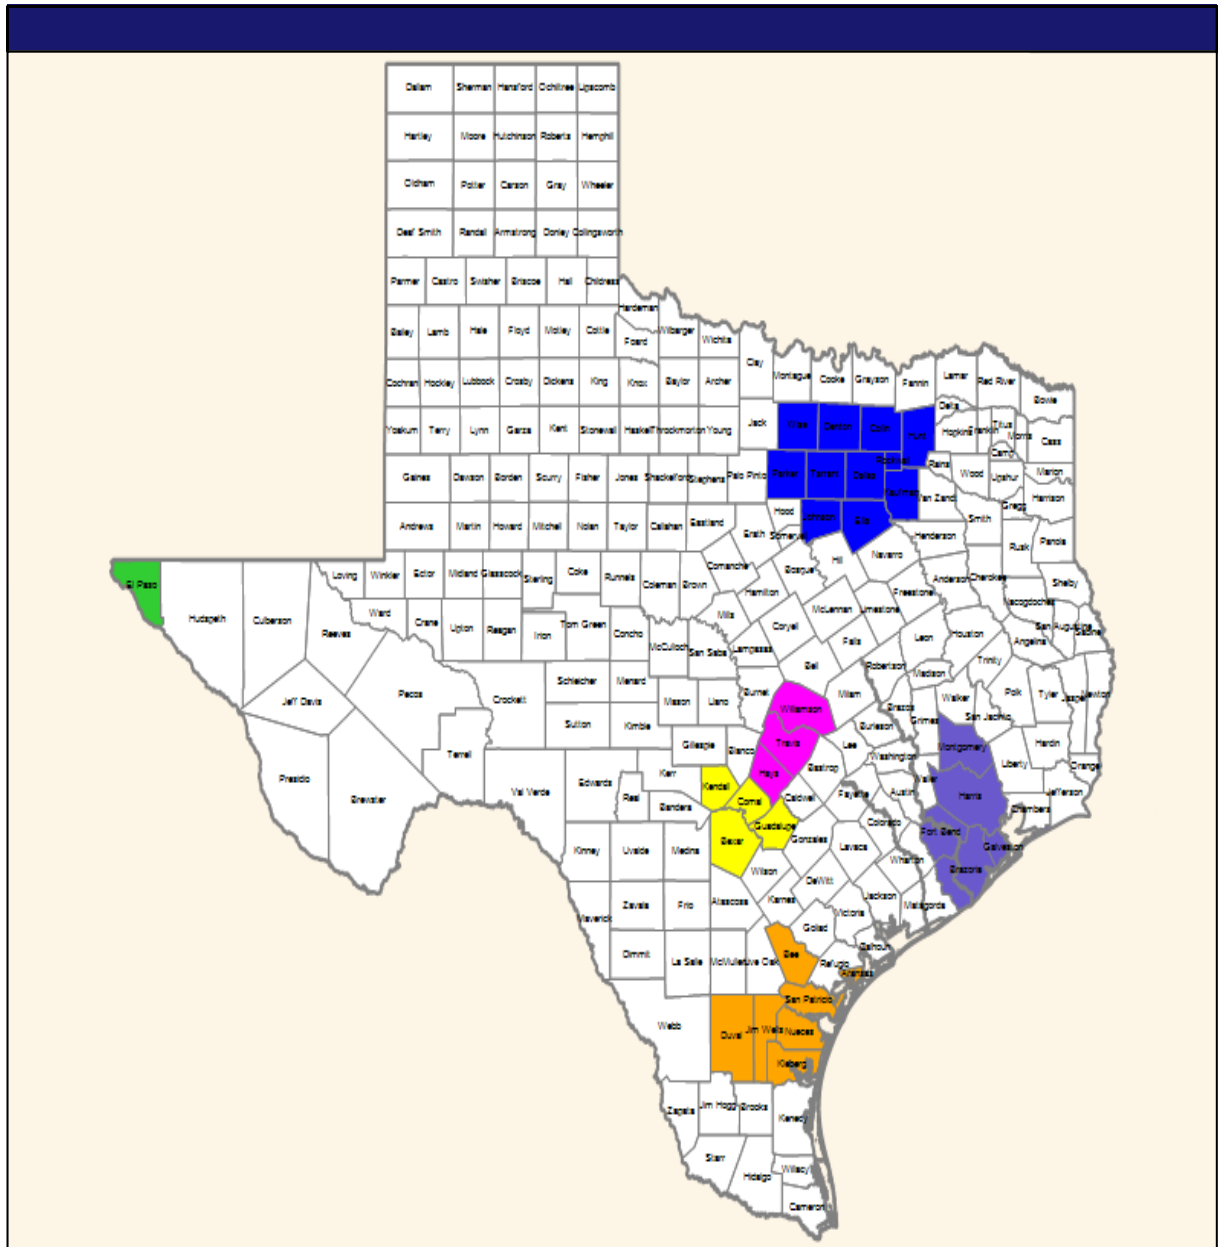 Dallam Sherman Hansford Ochiltree Lipscomb
Hartley Moore Hutchinson Roberts Hemphill
Oldham Potter Carson Gray Wheeler
Deaf Smith Randall Armstrong Donley Collingsworth
Parmer Castro Swisher Briscoe Hall Childress
Hardeman
Bailey Lamb Hale Floyd Motley Cottle Foard Wilbarger Wichita
Clay Montague Cooke Grayson Fannin Lamar Red River Bowie
Cochran Hockley Lubbock Crosby Dickens King Knox Baylor Archer
Yoakum Terry Lynn Garza Kent Stonewall Haskell Throckmorton Young Jack Wise Denton Collin Hunt Delta Hopkins Franklin Titus Morris Cass
Camp
Gaines Dawson Borden Scurry Fisher Jones Shackelford Stephens Palo Pinto Parker Tarrant Dallas Rockwall Rains Wood Upshur Marion
Kaufman Van Zandt Gregg Harrison
Andrews Martin Howard Mitchell Nolan Taylor Callahan Eastland Erath Hood Somervell Johnson Ellis Henderson Smith Rusk Panola
El Paso Hudspeth Culberson Reeves Loving Winkler Ector Midland Glasscock Sterling Coke Runnels Coleman Brown Comanche Bosque Hill Navarro Anderson Cherokee Shelby
Hamilton Freestone Nacogdoches
Ward Crane Upton Reagan Irion Tom Green Concho Mills McLennan Limestone San Augustine Sabine
McCulloch San Saba Lampasas Coryell Falls Leon Houston Angelina
Jeff Davis Pecos Crockett Schleicher Menard Mason Llano Burnet Bell Robertson Madison Trinity
Milam Brazos Grimes Walker San Jacinto Polk Tyler Jasper Newton
Terrell Sutton Kimble Gillespie Blanco Williamson Travis Lee Burleson Washington Montgomery Liberty Hardin Orange
Presidio Brewster Val Verde Edwards Real Kerr Bandera Kendall Comal Hays Bastrop Caldwell Fayette Austin Waller Harris Chambers Jefferson
Kinney Uvalde Medina Bexar Guadalupe Gonzales Lavaca Colorado Wharton Fort Bend Brazoria Galveston
Wilson Karnes DeWitt Jackson Matagorda
Maverick Zavala Frio Atascosa Goliad Victoria Calhoun
Dimmit La Salle McMullen Live Oak Bee Refugio Aransas
San Patricio
Webb Duval Jim Wells Nueces
Kleberg
Zapata Jim Hogg Brooks Kenedy
Starr Hidalgo Willacy
Cameron